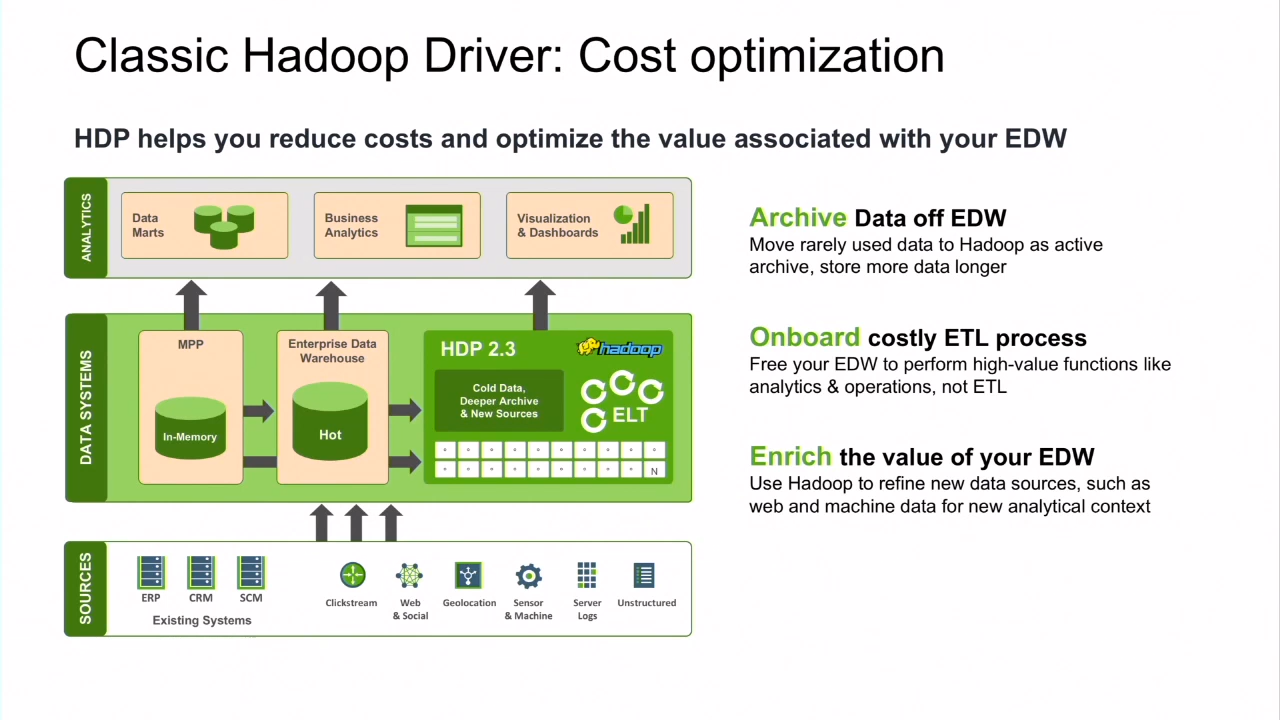 Classic Hadoop Driver: Cost optimization
HDP helps you reduce costs and optimize the value associated with your EDW
ANALYTICS
Data
Marts
Business
Analytics
Visualization
& Dashboards
DATA SYSTEMS
MPP
In-Memory
Enterprise Data
Warehouse
Hot
HDP 2.3
hadoop
Cold Data,
Deeper Archive
& New Sources
ELT
N
SOURCES
ERP
CRM
SCM
Existing Systems
Clickstream
Web
& Social
Geolocation
Sensor
& Machine
Server
Logs
Unstructured
Archive Data off EDW
Move rarely used data to Hadoop as active
archive, store more data longer
Onboard costly ETL process
Free your EDW to perform high-value functions like
analytics & operations, not ETL
Enrich the value of your EDW
Use Hadoop to refine new data sources, such as
web and machine data for new analytical context